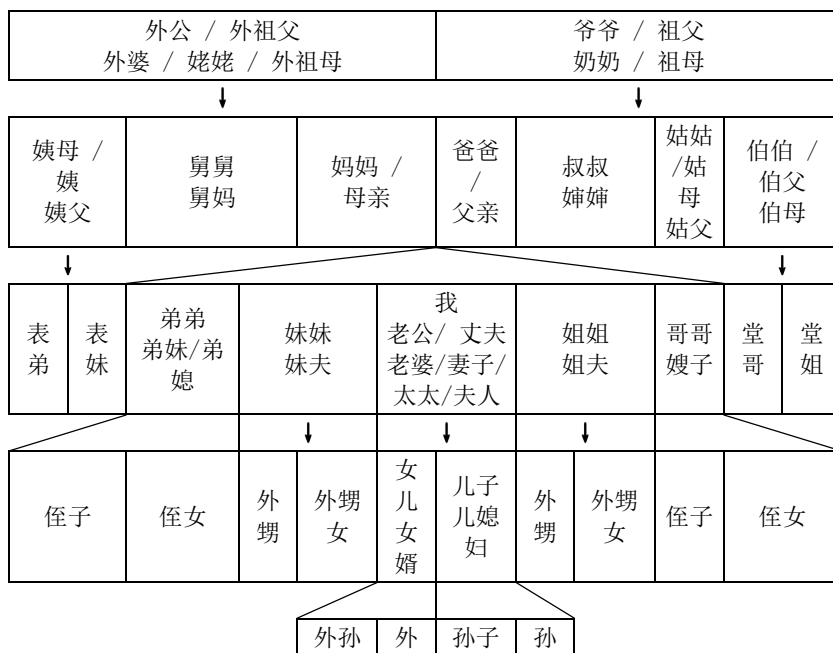 外公 / 外祖父
外婆 / 姥姥 / 外祖母
爷爷 / 祖父
奶奶 / 祖母
姨母 /
姨
姨父
舅舅
舅妈
妈妈 /
母亲
爸爸
/
父亲
叔叔
婶婶
姑姑
/姑
母
姑父
伯伯 /
伯父
伯母
表
弟
表
妹
弟弟
弟妹/弟
媳
妹妹
妹夫
我
老公/ 丈夫
老婆/妻子/
太太/夫人
姐姐
姐夫
哥哥
嫂子
堂
哥
堂
姐
侄子
侄女
外
甥
外甥
女
女
儿
女
婿
儿子
儿媳
妇
外
甥
外甥
女
侄子
侄女
外孙
外
孙子
孙